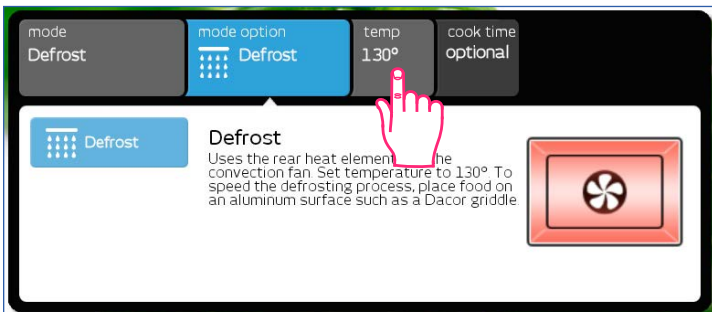 mode
Defrost
mode option
Defrost
temp
130°
cook time
optional
Defrost
Defrost
Uses the rear heat element
convection fan. Set temperature to 130°. To
speed the defrosting process, place food on
an aluminum surface such as a Dacor griddle.